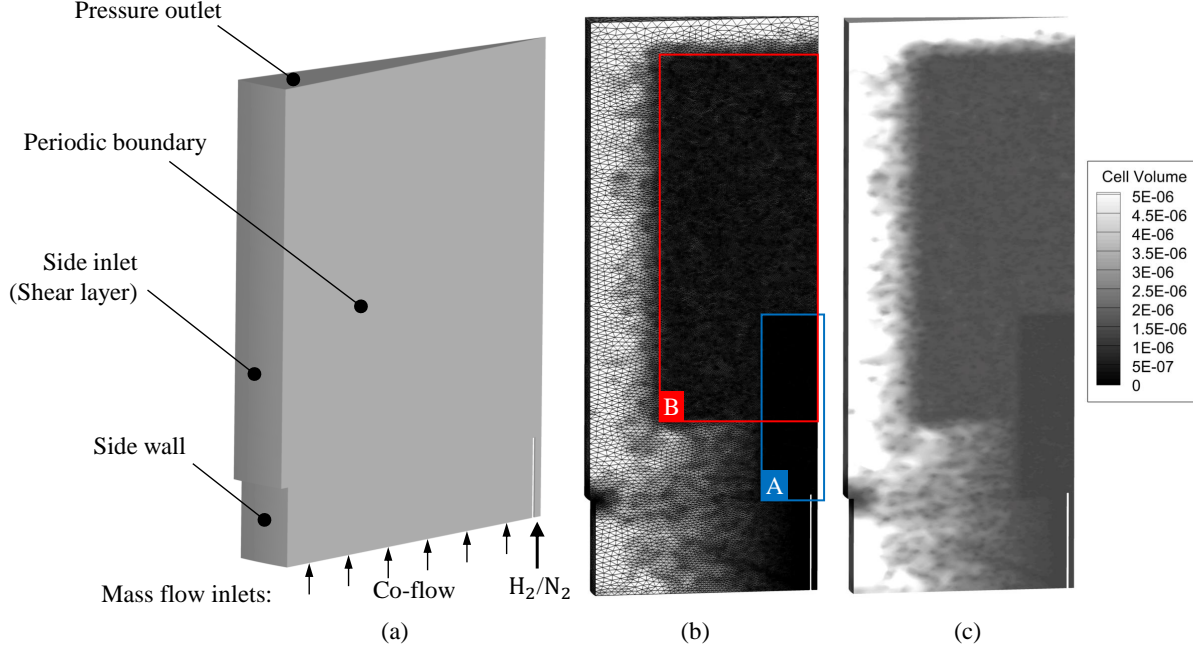 Pressure outlet
Periodic boundary
Side inlet
(Shear layer)
Side wall
Mass flow inlets:
Co-flow
H₂/N₂
(a)
B
A
(b)
(c)
Cell Volume
5E-06
4.5E-06
4E-06
3.5E-06
3E-06
2.5E-06
2E-06
1.5E-06
1E-06
5E-07
0